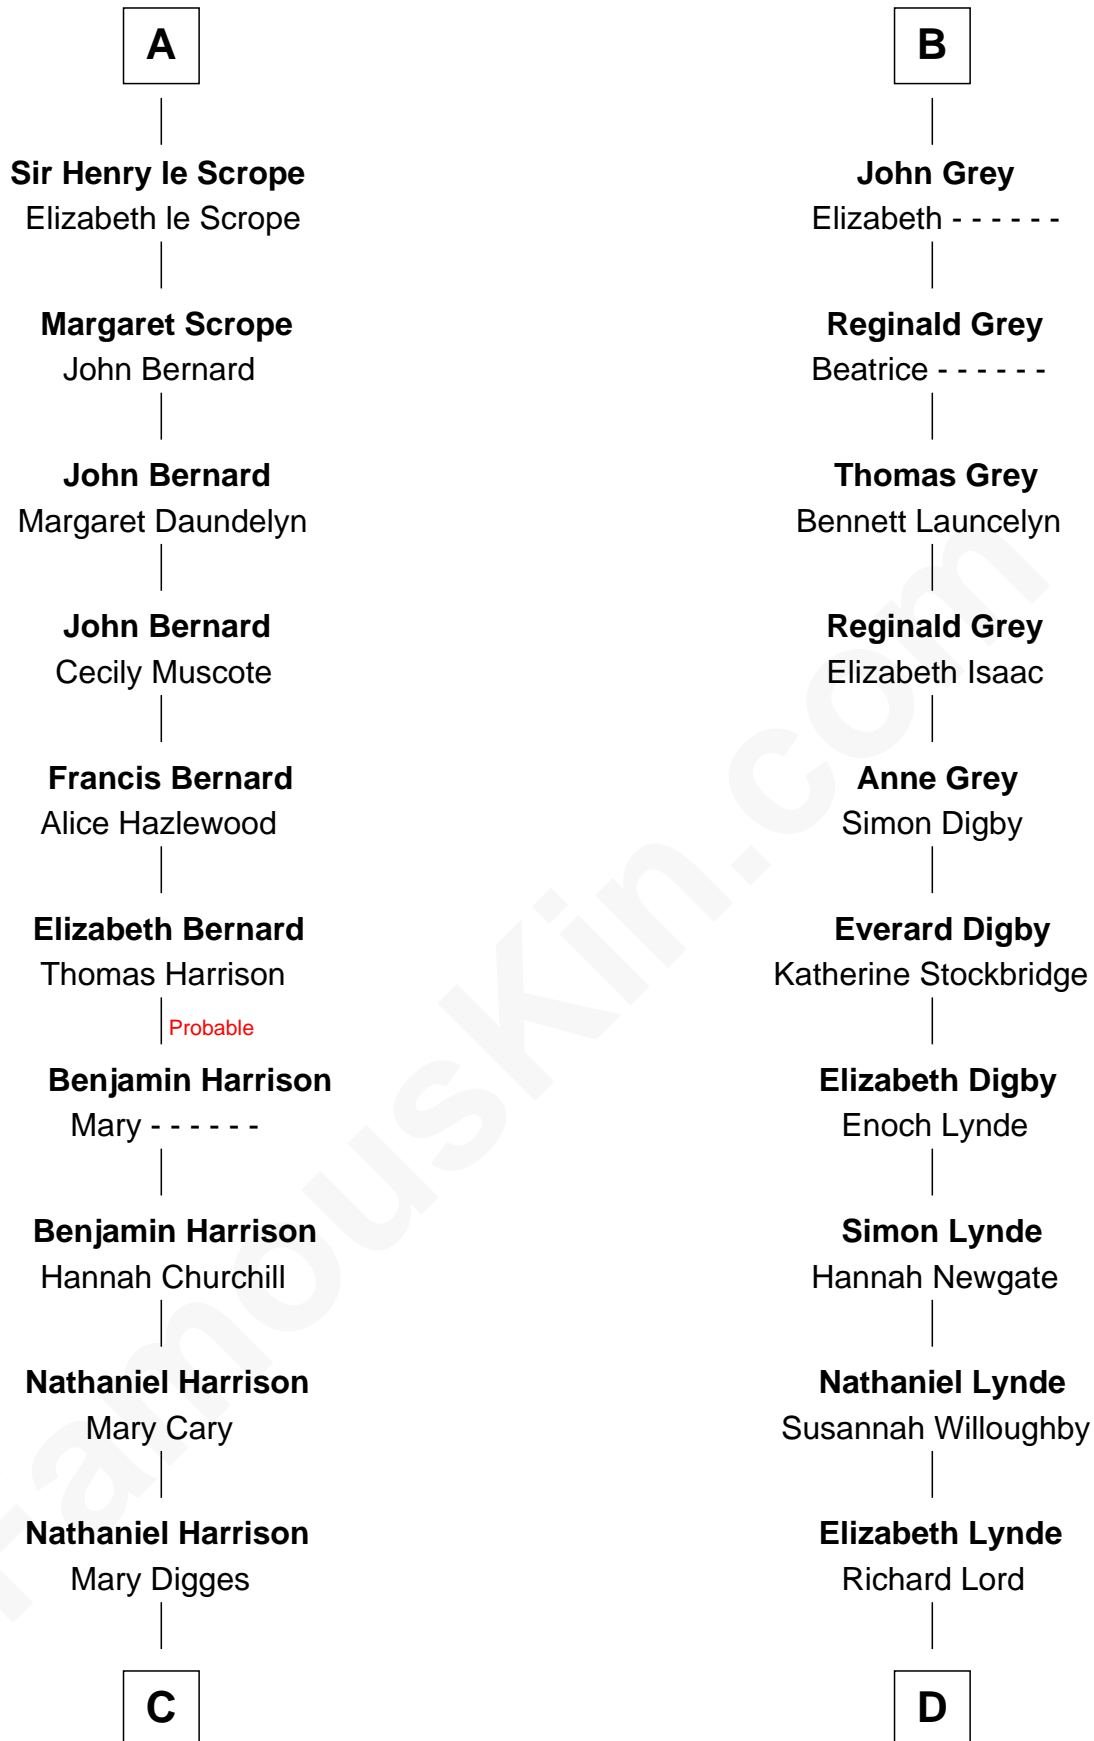 A
Sir Henry le Scrope
Elizabeth le Scrope
Margaret Scrope
John Bernard
John Bernard
Margaret Daundelyn
John Bernard
Cecily Muscote
Francis Bernard
Alice Hazlewood
Elizabeth Bernard
Thomas Harrison
Probable
Benjamin Harrison
Mary - - - - - -
Benjamin Harrison
Hannah Churchill
Nathaniel Harrison
Mary Cary
Nathaniel Harrison
Mary Digges
C
B
John Grey
Elizabeth - - - - - -
Reginald Grey
Beatrice - - - - - -
Thomas Grey
Bennett Launcelyn
Reginald Grey
Elizabeth Isaac
Anne Grey
Simon Digby
Everard Digby
Katherine Stockbridge
Elizabeth Digby
Enoch Lynde
Simon Lynde
Hannah Newgate
Nathaniel Lynde
Susannah Willoughby
Elizabeth Lynde
Richard Lord
D
FamousKin.com